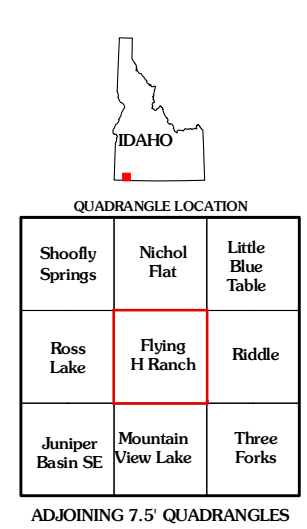 IDAHO
QUADRANGLE LOCATION
Shoofly
Springs
Nichol
Flat
Little
Blue
Table
Ross
Lake
Flying
H Ranch
Riddle
Juniper
Basin SE
Mountain
View Lake
Three
Forks
ADJOINING 7.5' QUADRANGLES